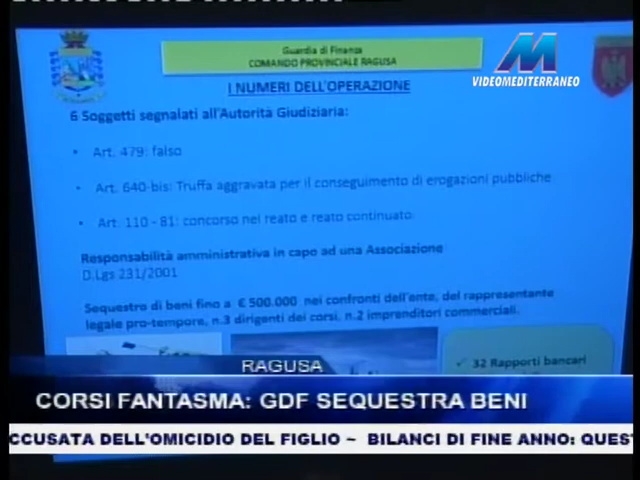 Guardia di Finanza
COMANDO PROVINCIALE RAGUSA
M
VIDEOMEDITERRANEO
I NUMERI DELL'OPERAZIONE
6 Soggetti segnalati all'Autorità Giudiziaria:
• Art. 479: falso
• Art. 640-bis: Truffa aggravata per il conseguimento di erogazioni pubbliche
• Art. 110 - 81: concorso nel reato e reato continuato.
Responsabilità amministrativa in capo ad una Associazione
D.Lgs 231/2001
Sequestro di beni fino a € 500.000 nei confronti dell'ente, del rappresentante
legale pro-tempore, n.3 dirigenti dei corsi, n.2 imprenditori commerciali.
✓ 32 Rapporti bancari
RAGUSA
CORSI FANTASMA: GDF SEQUESTRA BENI
CCUSATA DELL'OMICIDIO DEL FIGLIO ~ BILANCI DI FINE ANNO: QUEST